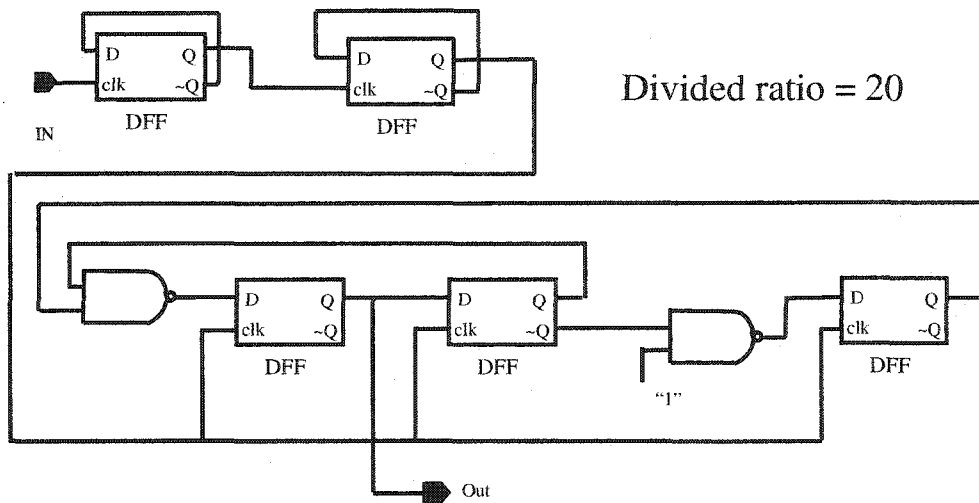 D Q
clk ~Q
DFF
D Q
clk ~Q
DFF
IN
Divided ratio = 20
D Q
clk ~Q
DFF
D Q
clk ~Q
DFF
"1"
D Q
clk ~Q
DFF
Out